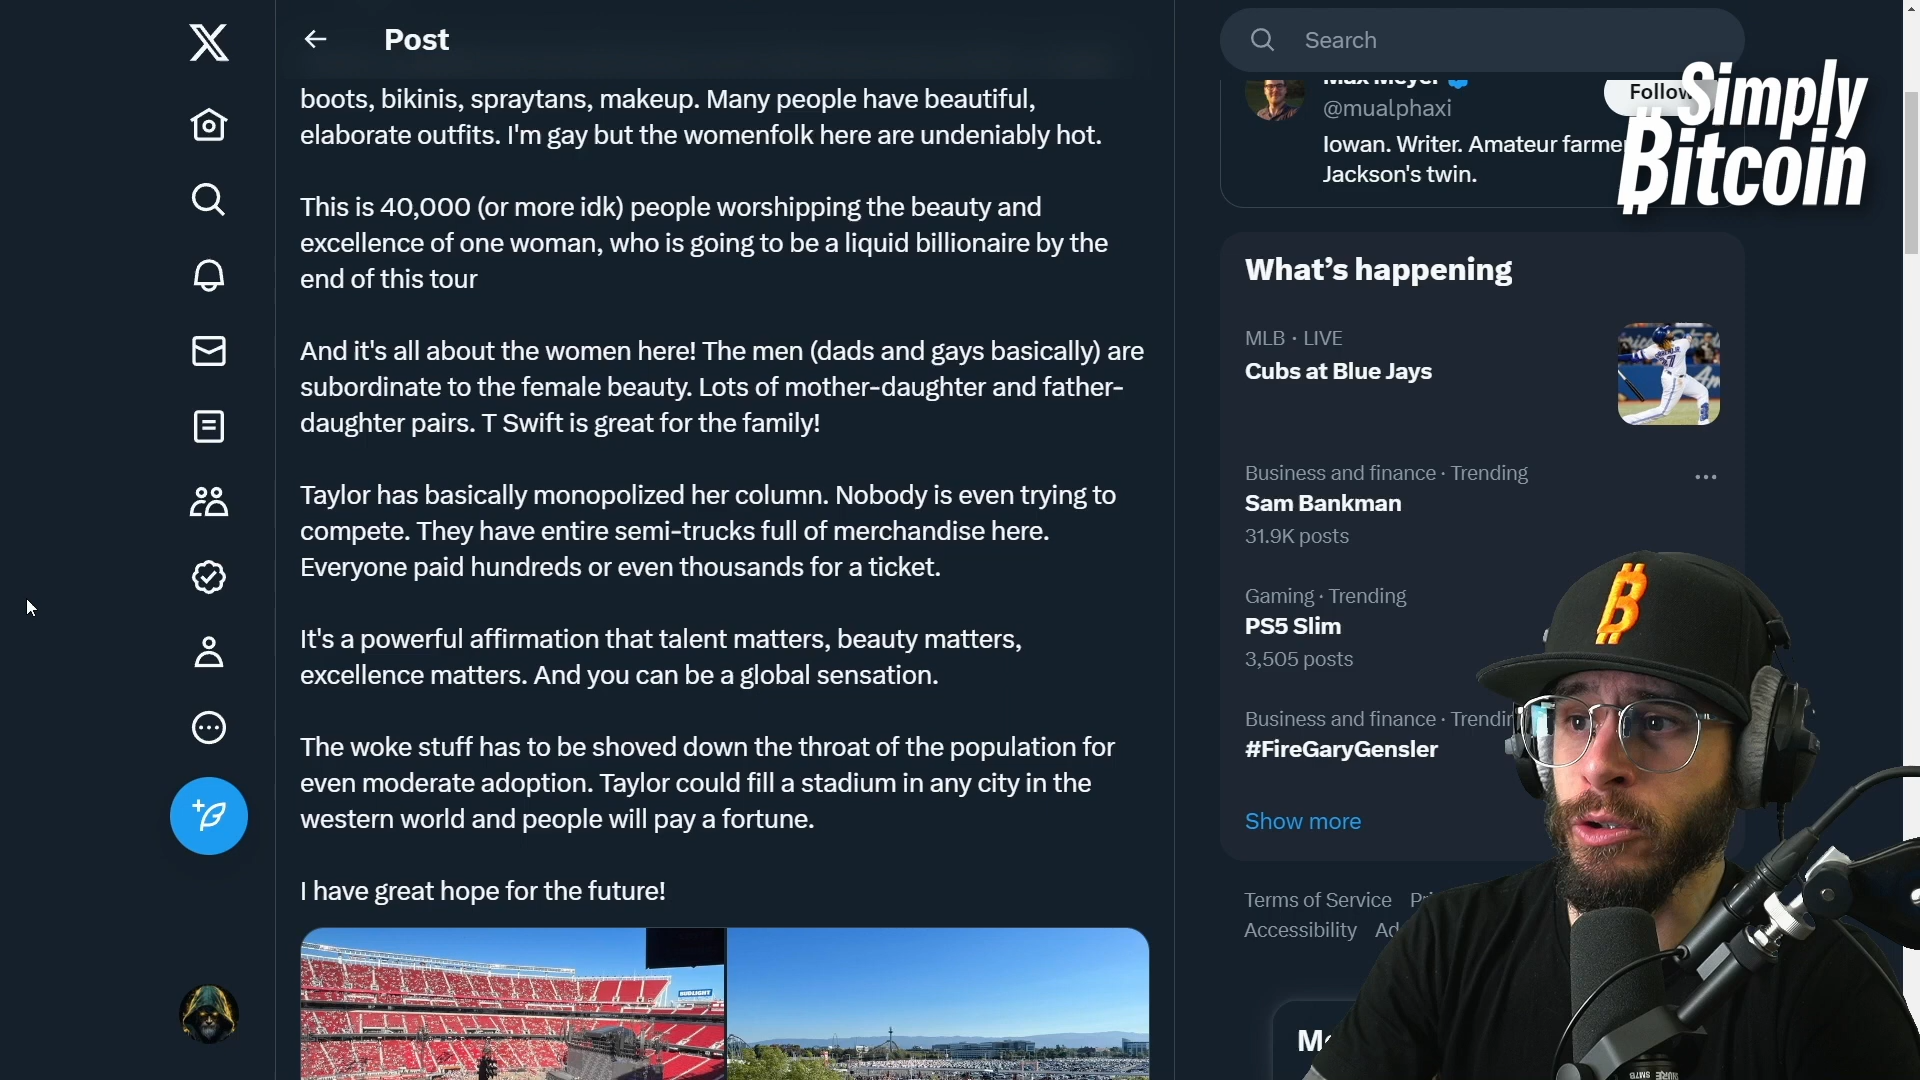 Post
boots, bikinis, spraytans, makeup. Many people have beautiful,
elaborate outfits. I'm gay but the womenfolk here are undeniably hot.
This is 40,000 (or more idk) people worshipping the beauty and
excellence of one woman, who is going to be a liquid billionaire by the
end of this tour
And it's all about the women here! The men (dads and gays basically) are
subordinate to the female beauty. Lots of mother-daughter and father-
daughter pairs. T Swift is great for the family!
Taylor has basically monopolized her column. Nobody is even trying to
compete. They have entire semi-trucks full of merchandise here.
Everyone paid hundreds or even thousands for a ticket.
It's a powerful affirmation that talent matters, beauty matters,
excellence matters. And you can be a global sensation.
The woke stuff has to be shoved down the throat of the population for
even moderate adoption. Taylor could fill a stadium in any city in the
western world and people will pay a fortune.
I have great hope for the future!
BUDLIGHT
Search
Max Meyer
@mualphaxi
Follow
Iowan. Writer. Amateur farmer
Jackson's twin.
Simply
Bitcoin
What's happening
MLB · LIVE
Cubs at Blue Jays
Business and finance · Trending
Sam Bankman
31.9K posts
Gaming · Trending
PS5 Slim
3,505 posts
Business and finance · Trendin
#FireGaryGensler
Show more
Terms of Service
Accessibility Ad
SM7B